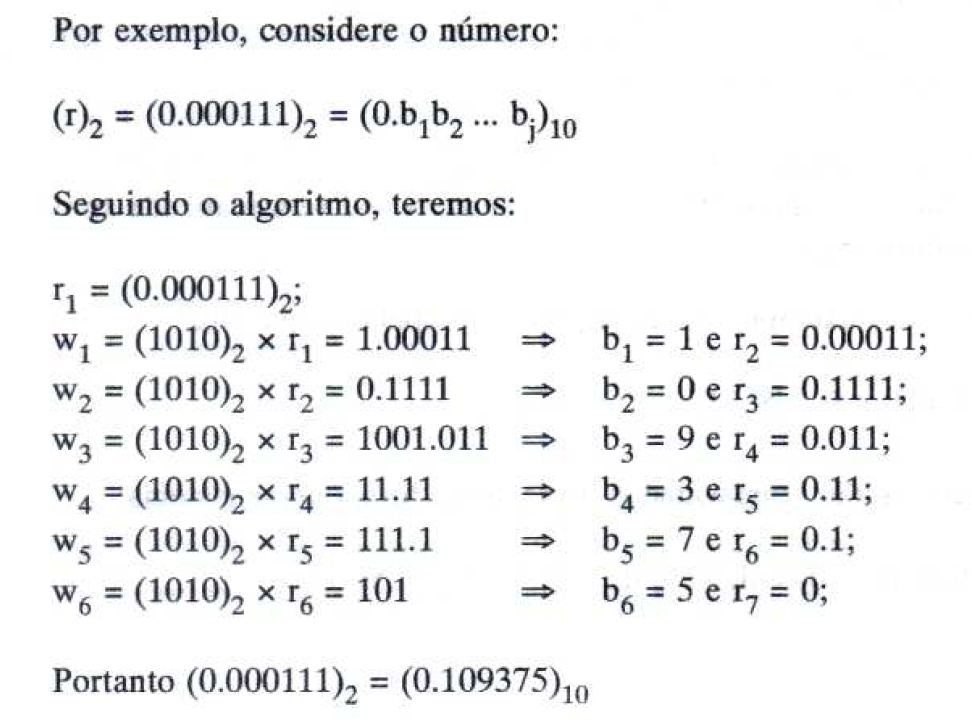 Por exemplo, considere o número:
(r)₂ = (0.000111)₂ = (0.b₁b₂ ... bⱼ)₁₀
Seguindo o algoritmo, teremos:
r₁ = (0.000111)₂;
w₁ = (1010)₂ × r₁ = 1.00011 ⇒ b₁ = 1 e r₂ = 0.00011;
w₂ = (1010)₂ × r₂ = 0.1111 ⇒ b₂ = 0 e r₃ = 0.1111;
w₃ = (1010)₂ × r₃ = 1001.011 ⇒ b₃ = 9 e r₄ = 0.011;
w₄ = (1010)₂ × r₄ = 11.11 ⇒ b₄ = 3 e r₅ = 0.11;
w₅ = (1010)₂ × r₅ = 111.1 ⇒ b₅ = 7 e r₆ = 0.1;
w₆ = (1010)₂ × r₆ = 101 ⇒ b₆ = 5 e r₇ = 0;
Portanto (0.000111)₂ = (0.109375)₁₀